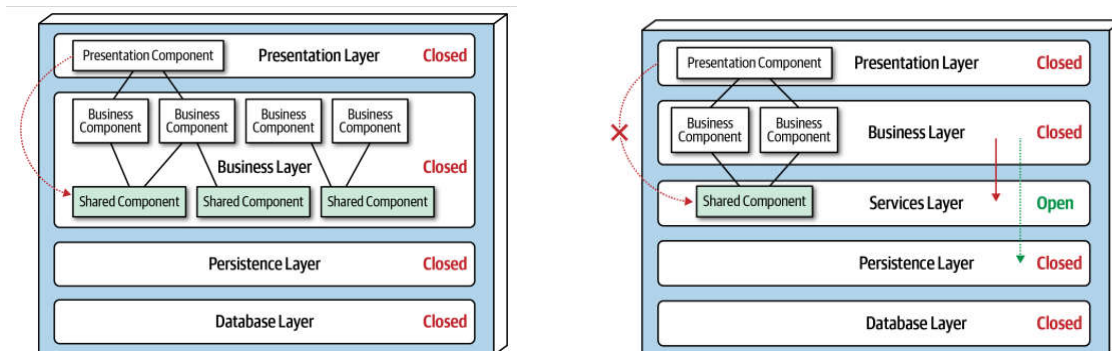 Presentation Component
Presentation Layer
Closed
Business
Component
Business
Component
Business
Component
Business
Component
Business Layer
Closed
Shared Component
Shared Component
Shared Component
Persistence Layer
Closed
Database Layer
Closed
Presentation Component
Presentation Layer
Closed
Business
Component
Business
Component
Business Layer
Closed
Shared Component
Services Layer
Open
Persistence Layer
Closed
Database Layer
Closed